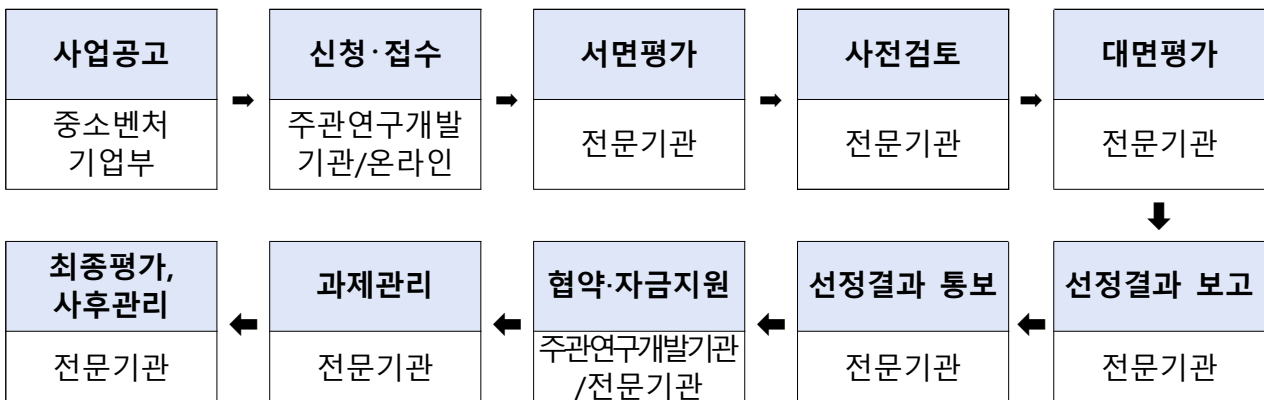 사업공고
중소벤처
기업부
➡
신청·접수
주관연구개발
기관/온라인
➡
서면평가
전문기관
➡
사전검토
전문기관
➡
대면평가
전문기관
⬇
선정결과 보고
전문기관
⬅
선정결과 통보
전문기관
⬅
협약·자금지원
주관연구개발기관
/전문기관
⬅
과제관리
전문기관
⬅
최종평가,
사후관리
전문기관